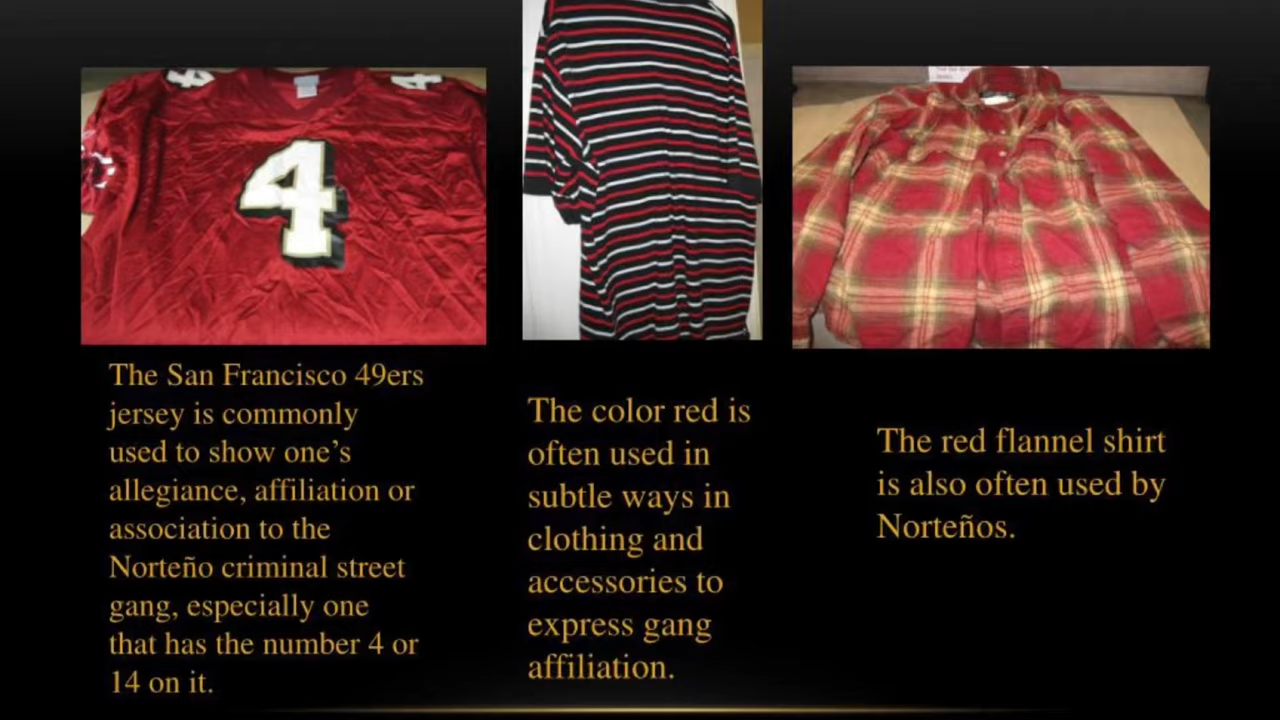 4
4
4
The San Francisco 49ers
jersey is commonly
used to show one’s
allegiance, affiliation or
association to the
Norteño criminal street
gang, especially one
that has the number 4 or
14 on it.
The color red is
often used in
subtle ways in
clothing and
accessories to
express gang
affiliation.
The red flannel shirt
is also often used by
Norteños.